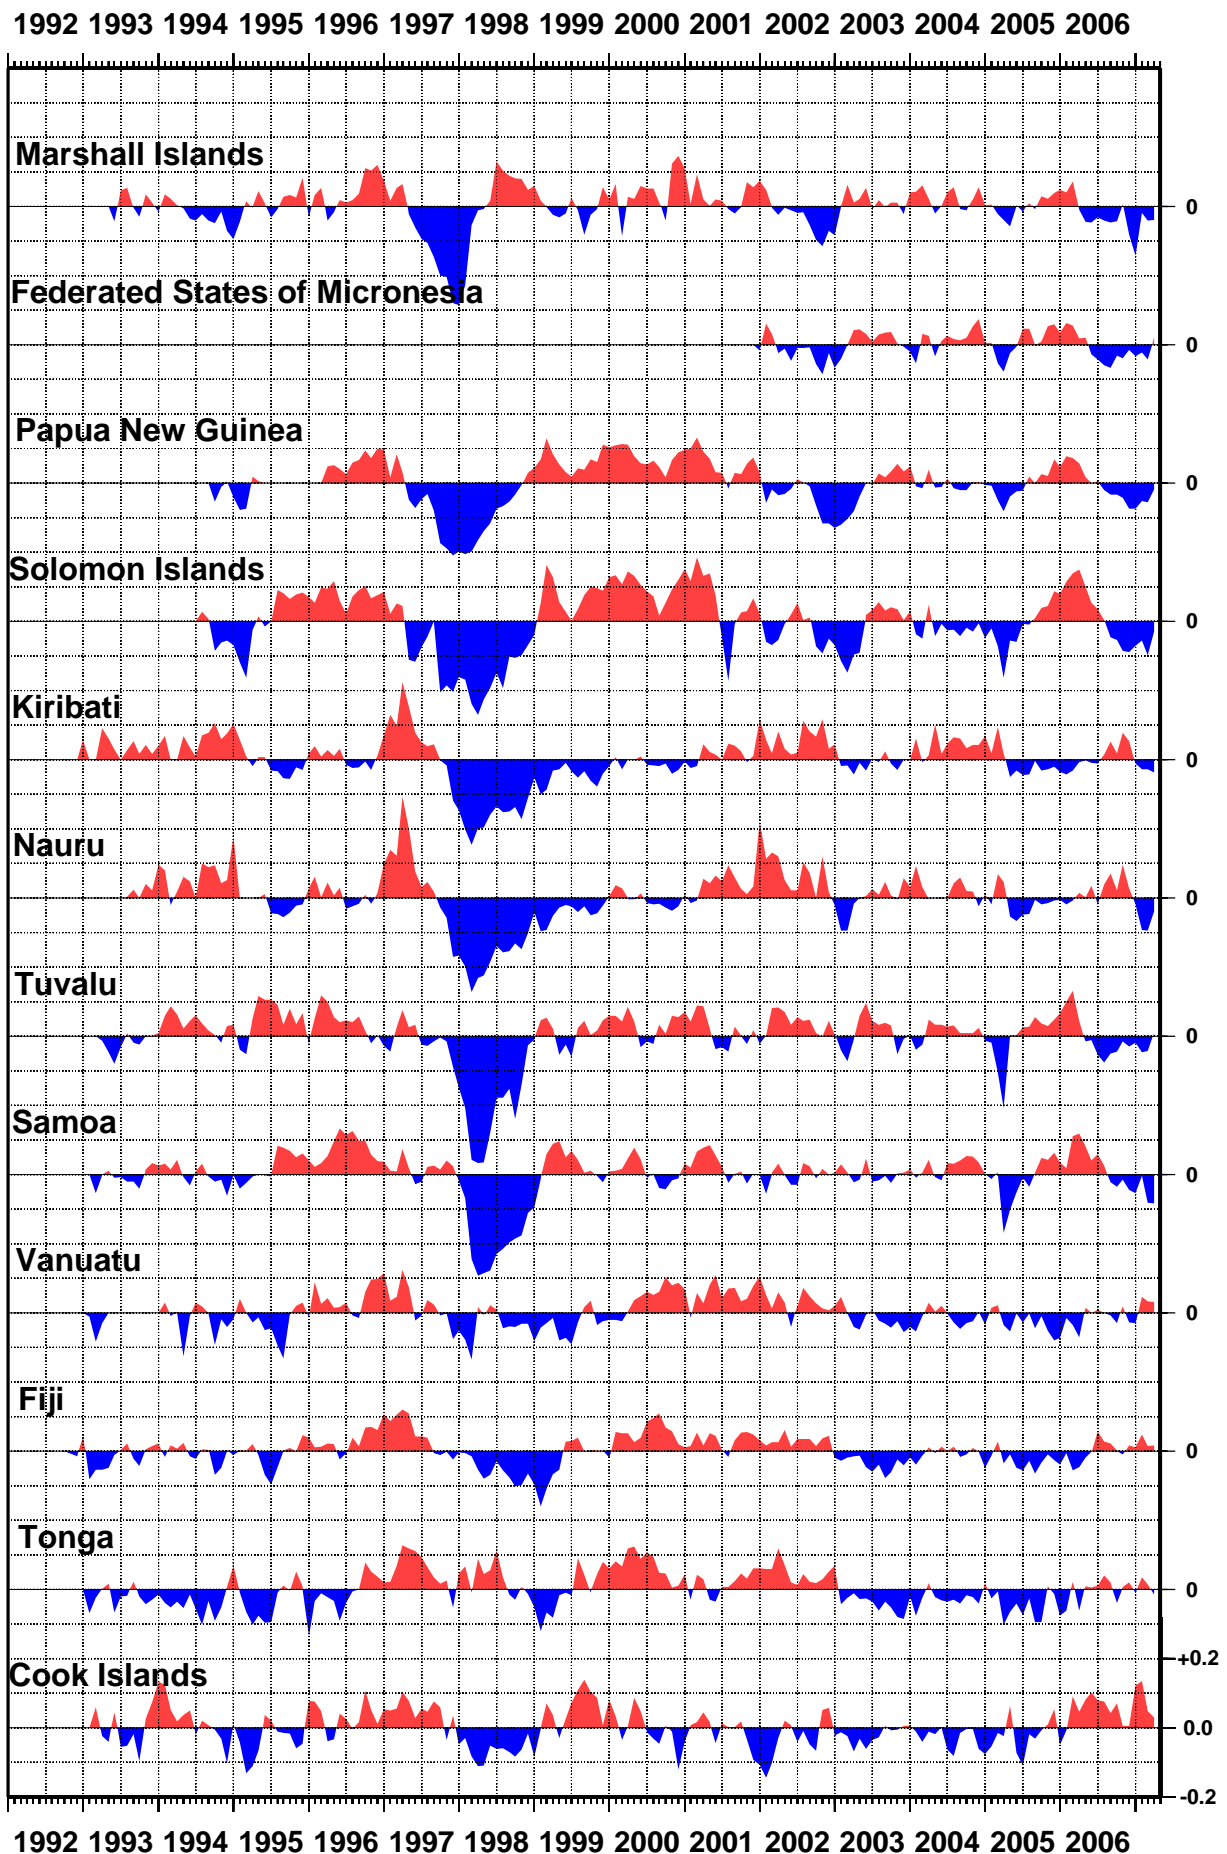 1992 1993 1994 1995 1996 1997 1998 1999 2000 2001 2002 2003 2004 2005 2006
Marshall Islands
0
Federated States of Micronesia
0
Papua New Guinea
0
Solomon Islands
0
Kiribati
0
Nauru
0
Tuvalu
0
Samoa
0
Vanuatu
0
Fiji
0
Tonga
0
+0.2
Cook Islands
0.0
-0.2
1992 1993 1994 1995 1996 1997 1998 1999 2000 2001 2002 2003 2004 2005 2006